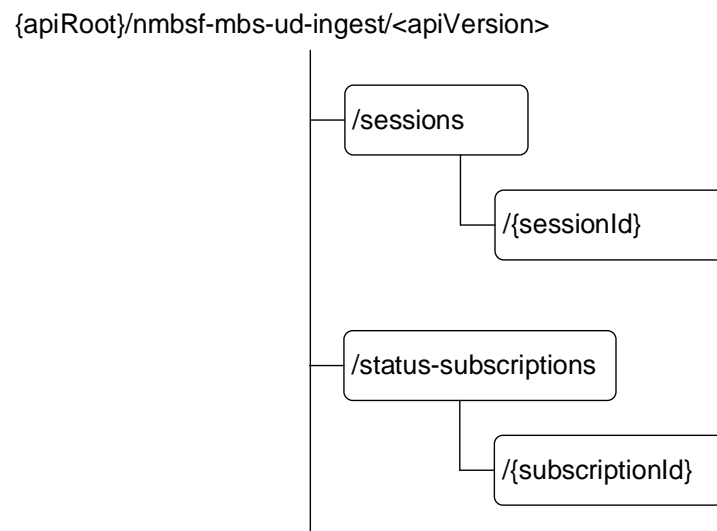 {apiRoot}/nmbsf-mbs-ud-ingest/<apiVersion>
/sessions
/{sessionId}
/status-subscriptions
/{subscriptionId}